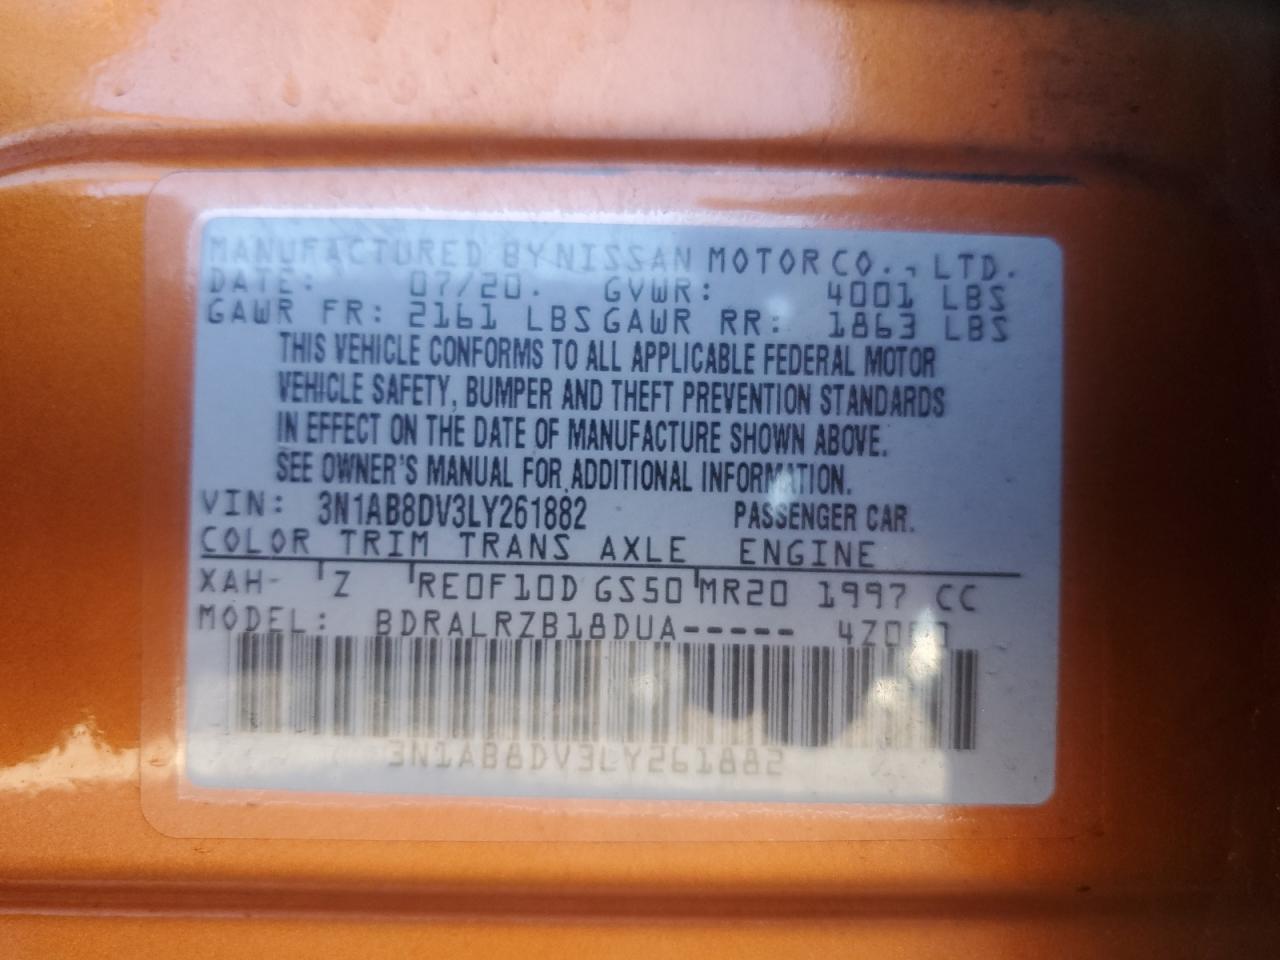 MANUFACTURED BY NISSAN MOTOR CO., LTD.
DATE: 07/20. GVWR: 4001 LBS
GAWR FR: 2161 LBS GAWR RR: 1863 LBS
THIS VEHICLE CONFORMS TO ALL APPLICABLE FEDERAL MOTOR
VEHICLE SAFETY, BUMPER AND THEFT PREVENTION STANDARDS
IN EFFECT ON THE DATE OF MANUFACTURE SHOWN ABOVE.
SEE OWNER'S MANUAL FOR ADDITIONAL INFORMATION.
VIN: 3N1AB8DV3LY261882 PASSENGER CAR.
COLOR TRIM TRANS AXLE ENGINE
XAH- Z RE0F10D GS50 MR20 1997 CC
MODEL: BDRALRZB18DUA-----
3N1AB8DV3LY261882